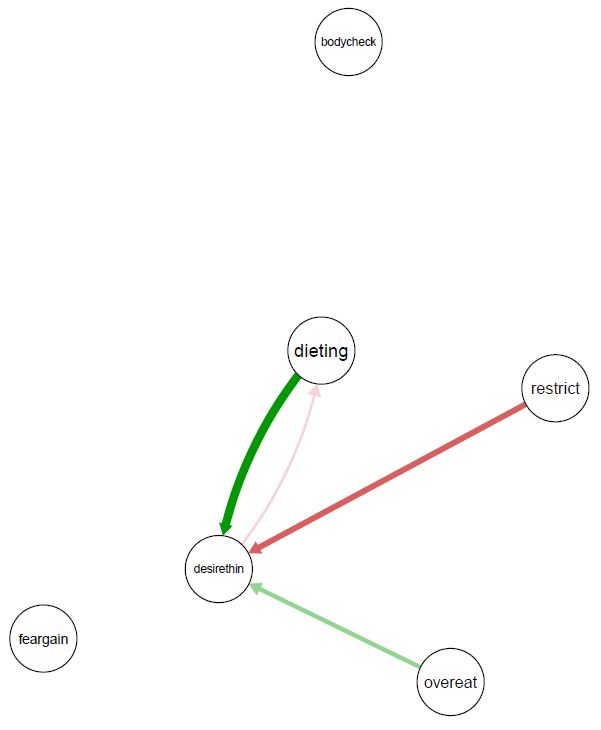 bodycheck
dieting
restrict
desirethin
feargain
overeat